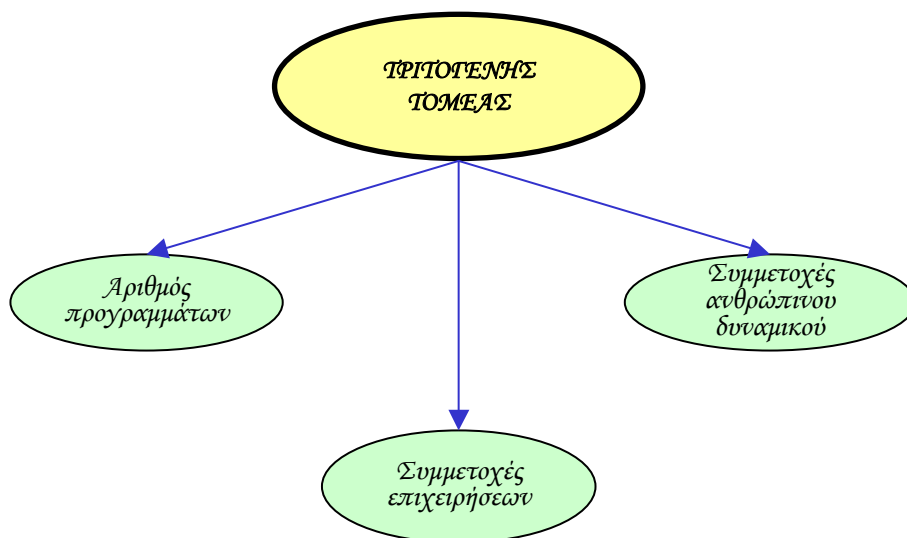 ΤΡΙΤΟΓΕΝΗΣ
ΤΟΜΕΑΣ
Αριθμός
προγραμμάτων
Συμμετοχές
ανθρώπινου
δυναμικού
Συμμετοχές
επιχειρήσεων